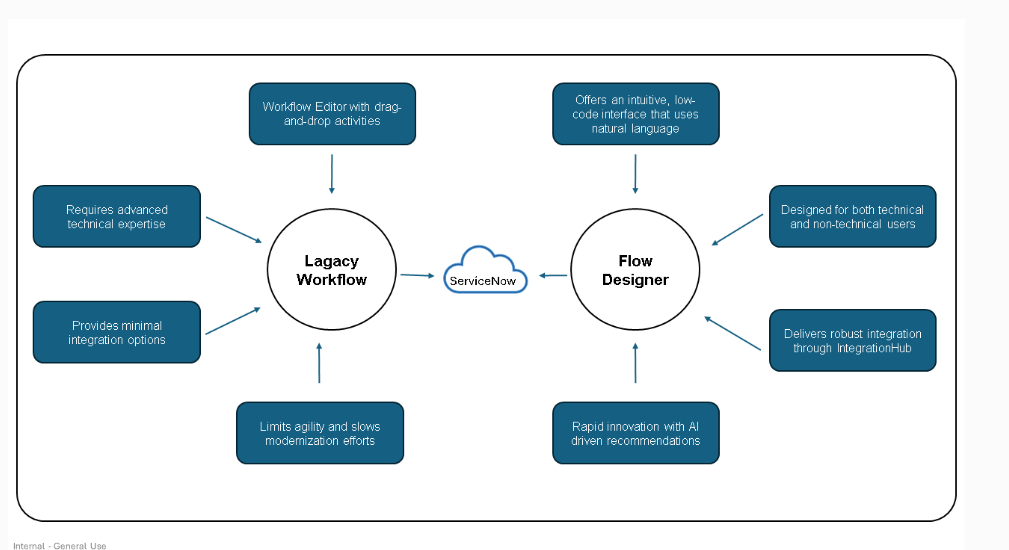 Workflow Editor with drag-
and-drop activities
Offers an intuitive, low-
code interface that uses
natural language
Requires advanced
technical expertise
Designed for both technical
and non-technical users
Lagacy
Workflow
ServiceNow
Flow
Designer
Provides minimal
integration options
Delivers robust integration
through IntegrationHub
Limits agility and slows
modernization efforts
Rapid innovation with AI
driven recommendations
Internal - General Use